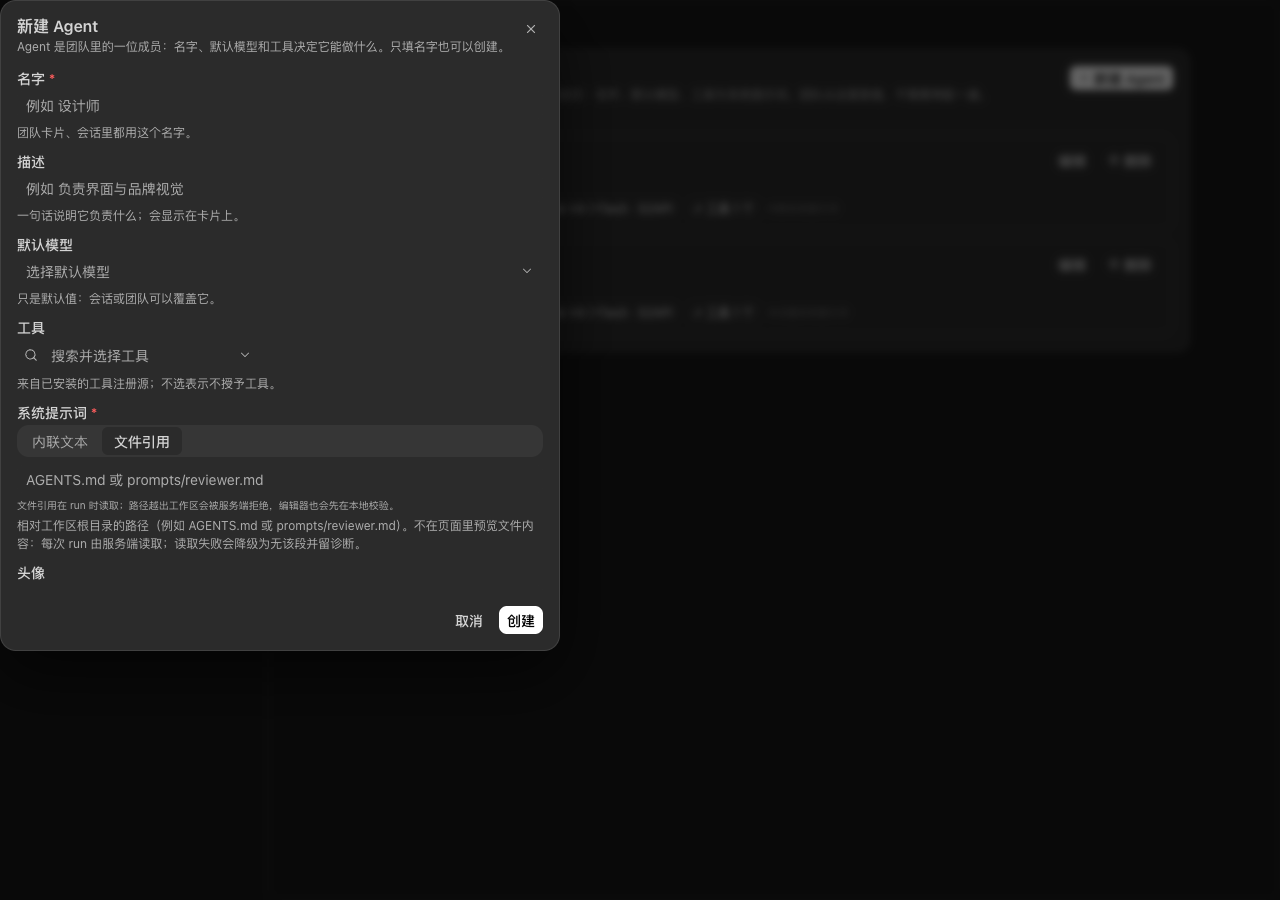 新建 Agent
Agent 是团队里的一位成员：名字、默认模型和工具决定它能做什么。只填名字也可以创建。
名字 *
例如 设计师
团队卡片、会话里都用这个名字。
描述
例如 负责界面与品牌视觉
一句话说明它负责什么；会显示在卡片上。
默认模型
选择默认模型
只是默认值：会话或团队可以覆盖它。
工具
搜索并选择工具
来自已安装的工具注册源；不选表示不授予工具。
系统提示词 *
内联文本 文件引用
AGENTS.md 或 prompts/reviewer.md
文件引用在 run 时读取；路径越出工作区会被服务端拒绝，编辑器也会先在本地校验。
相对工作区根目录的路径（例如 AGENTS.md 或 prompts/reviewer.md）。不在页面里预览文件内
容：每次 run 由服务端读取；读取失败会降级为无该段并留诊断。
头像
取消 创建